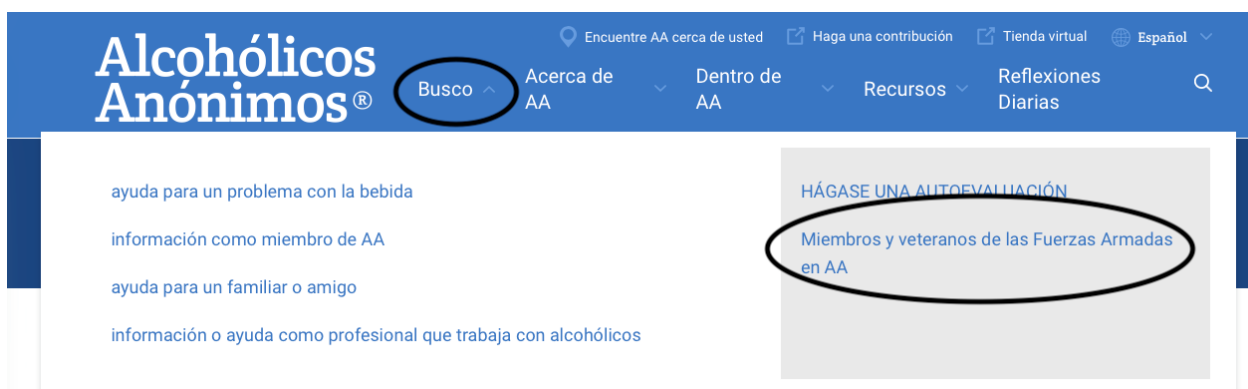 Encuentre AA cerca de usted
Haga una contribución
Tienda virtual
Español
Alcohólicos
Anónimos®
Busco
Acerca de
AA
Dentro de
AA
Recursos
Reflexiones
Diarias
ayuda para un problema con la bebida
información como miembro de AA
ayuda para un familiar o amigo
información o ayuda como profesional que trabaja con alcohólicos
HÁGASE UNA AUTOEVALUACIÓN
Miembros y veteranos de las Fuerzas Armadas
en AA